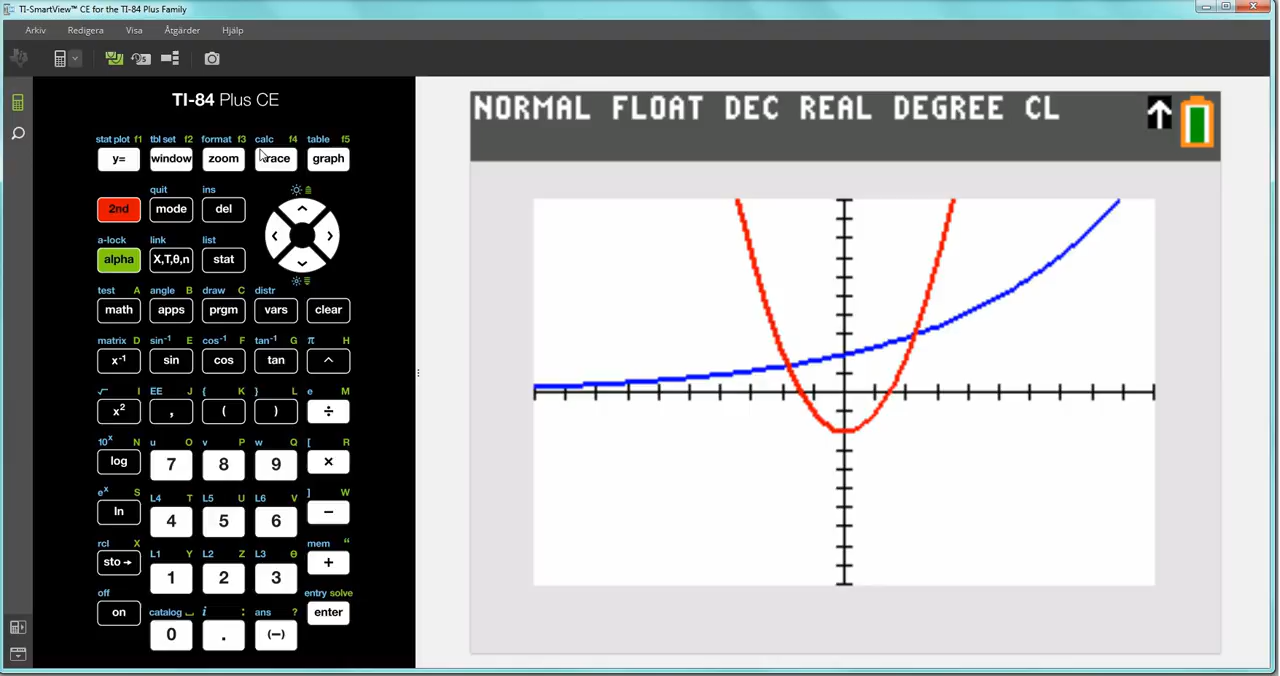 TI-SmartView™ CE for the TI-84 Plus Family
Arkiv Redigera Visa Åtgärder Hjälp
TI-84 Plus CE
NORMAL FLOAT DEC REAL DEGREE CL
stat plot f1 tbl set f2 format f3 calc f4 table f5
y= window zoom trace graph
quit ins
2nd mode del
a-lock link list
alpha X,T,θ,n stat
test A angle B draw C distr
math apps prgm vars clear
matrix D sin⁻¹ E cos⁻¹ F tan⁻¹ G π H
x⁻¹ sin cos tan ^
√ I EE J { K } L e M
x² , ( ) ÷
10ˣ N u O v P w Q [ R
log 7 8 9 ×
eˣ S L4 T L5 U L6 V ] W
ln 4 5 6 −
rcl X L1 Y L2 Z L3 θ mem “
sto→ 1 2 3 +
off catalog ⎵ i : ans ? entry solve
on 0 . (−) enter